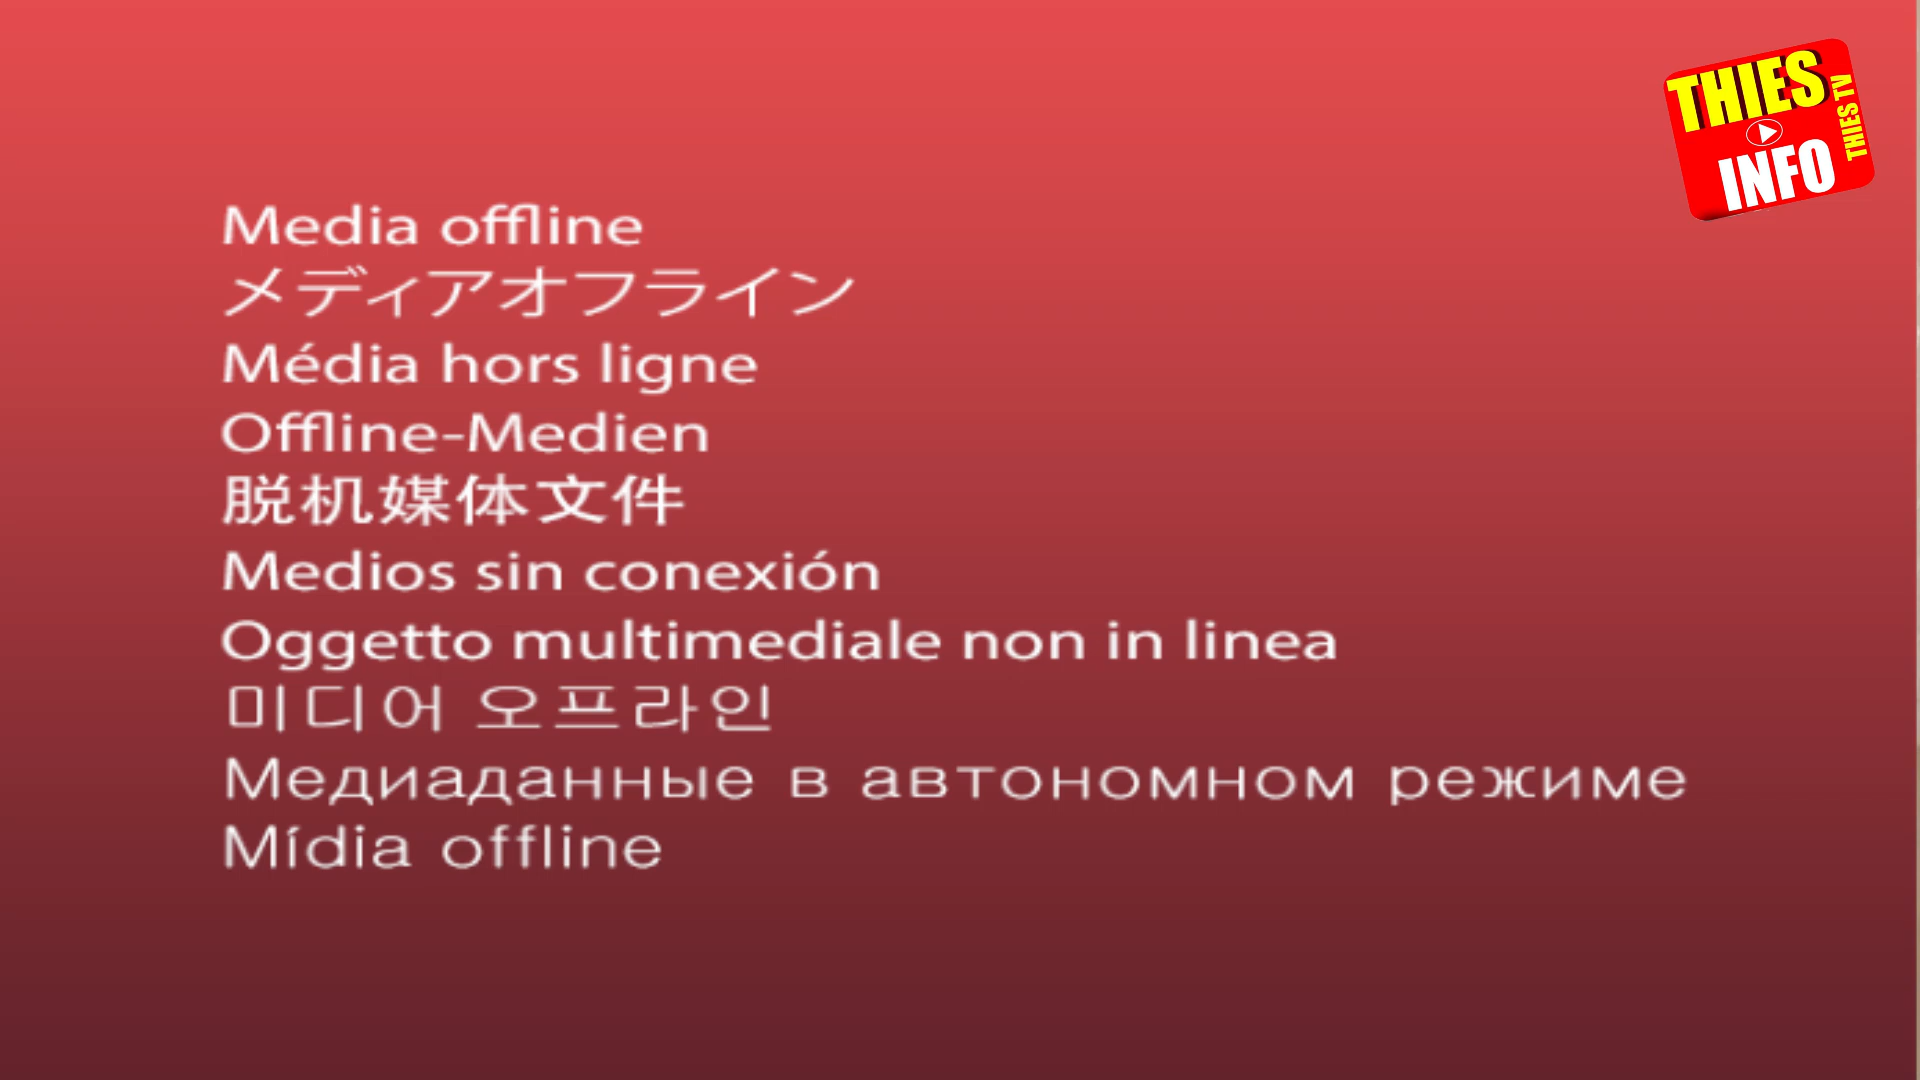 Media offline
メディアオフライン
Média hors ligne
Offline-Medien
脱机媒体文件
Medios sin conexión
Oggetto multimediale non in linea
미디어 오프라인
Медиаданные в автономном режиме
Mídia offline
THIES
INFO
THIES TV